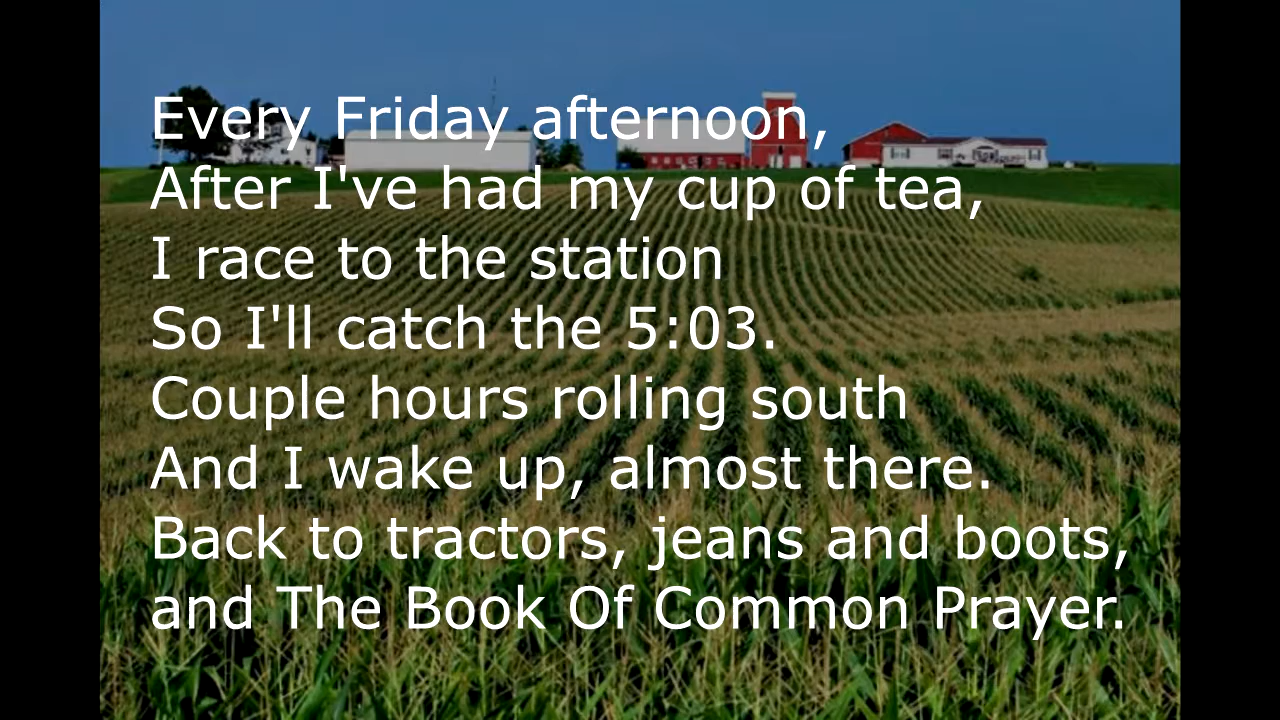 Every Friday afternoon,
After I've had my cup of tea,
I race to the station
So I'll catch the 5:03.
Couple hours rolling south
And I wake up, almost there.
Back to tractors, jeans and boots,
and The Book Of Common Prayer.